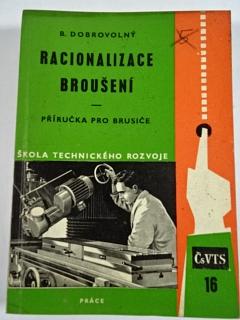 B. DOBROVOLNÝ
RACIONALIZACE
BROUŠENÍ
PŘÍRUČKA PRO BRUSIČE
ŠKOLA TECHNICKÉHO ROZVOJE
ČsVTS
16
PRÁCE